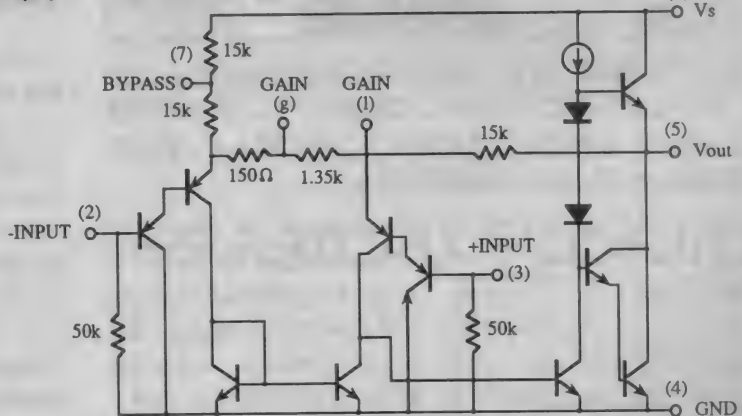 Vs
(7)
15k
BYPASS
GAIN
(g)
GAIN
(1)
15k
15k
(5)
Vout
150Ω
1.35k
-INPUT
(2)
+INPUT
(3)
50k
50k
(4)
GND